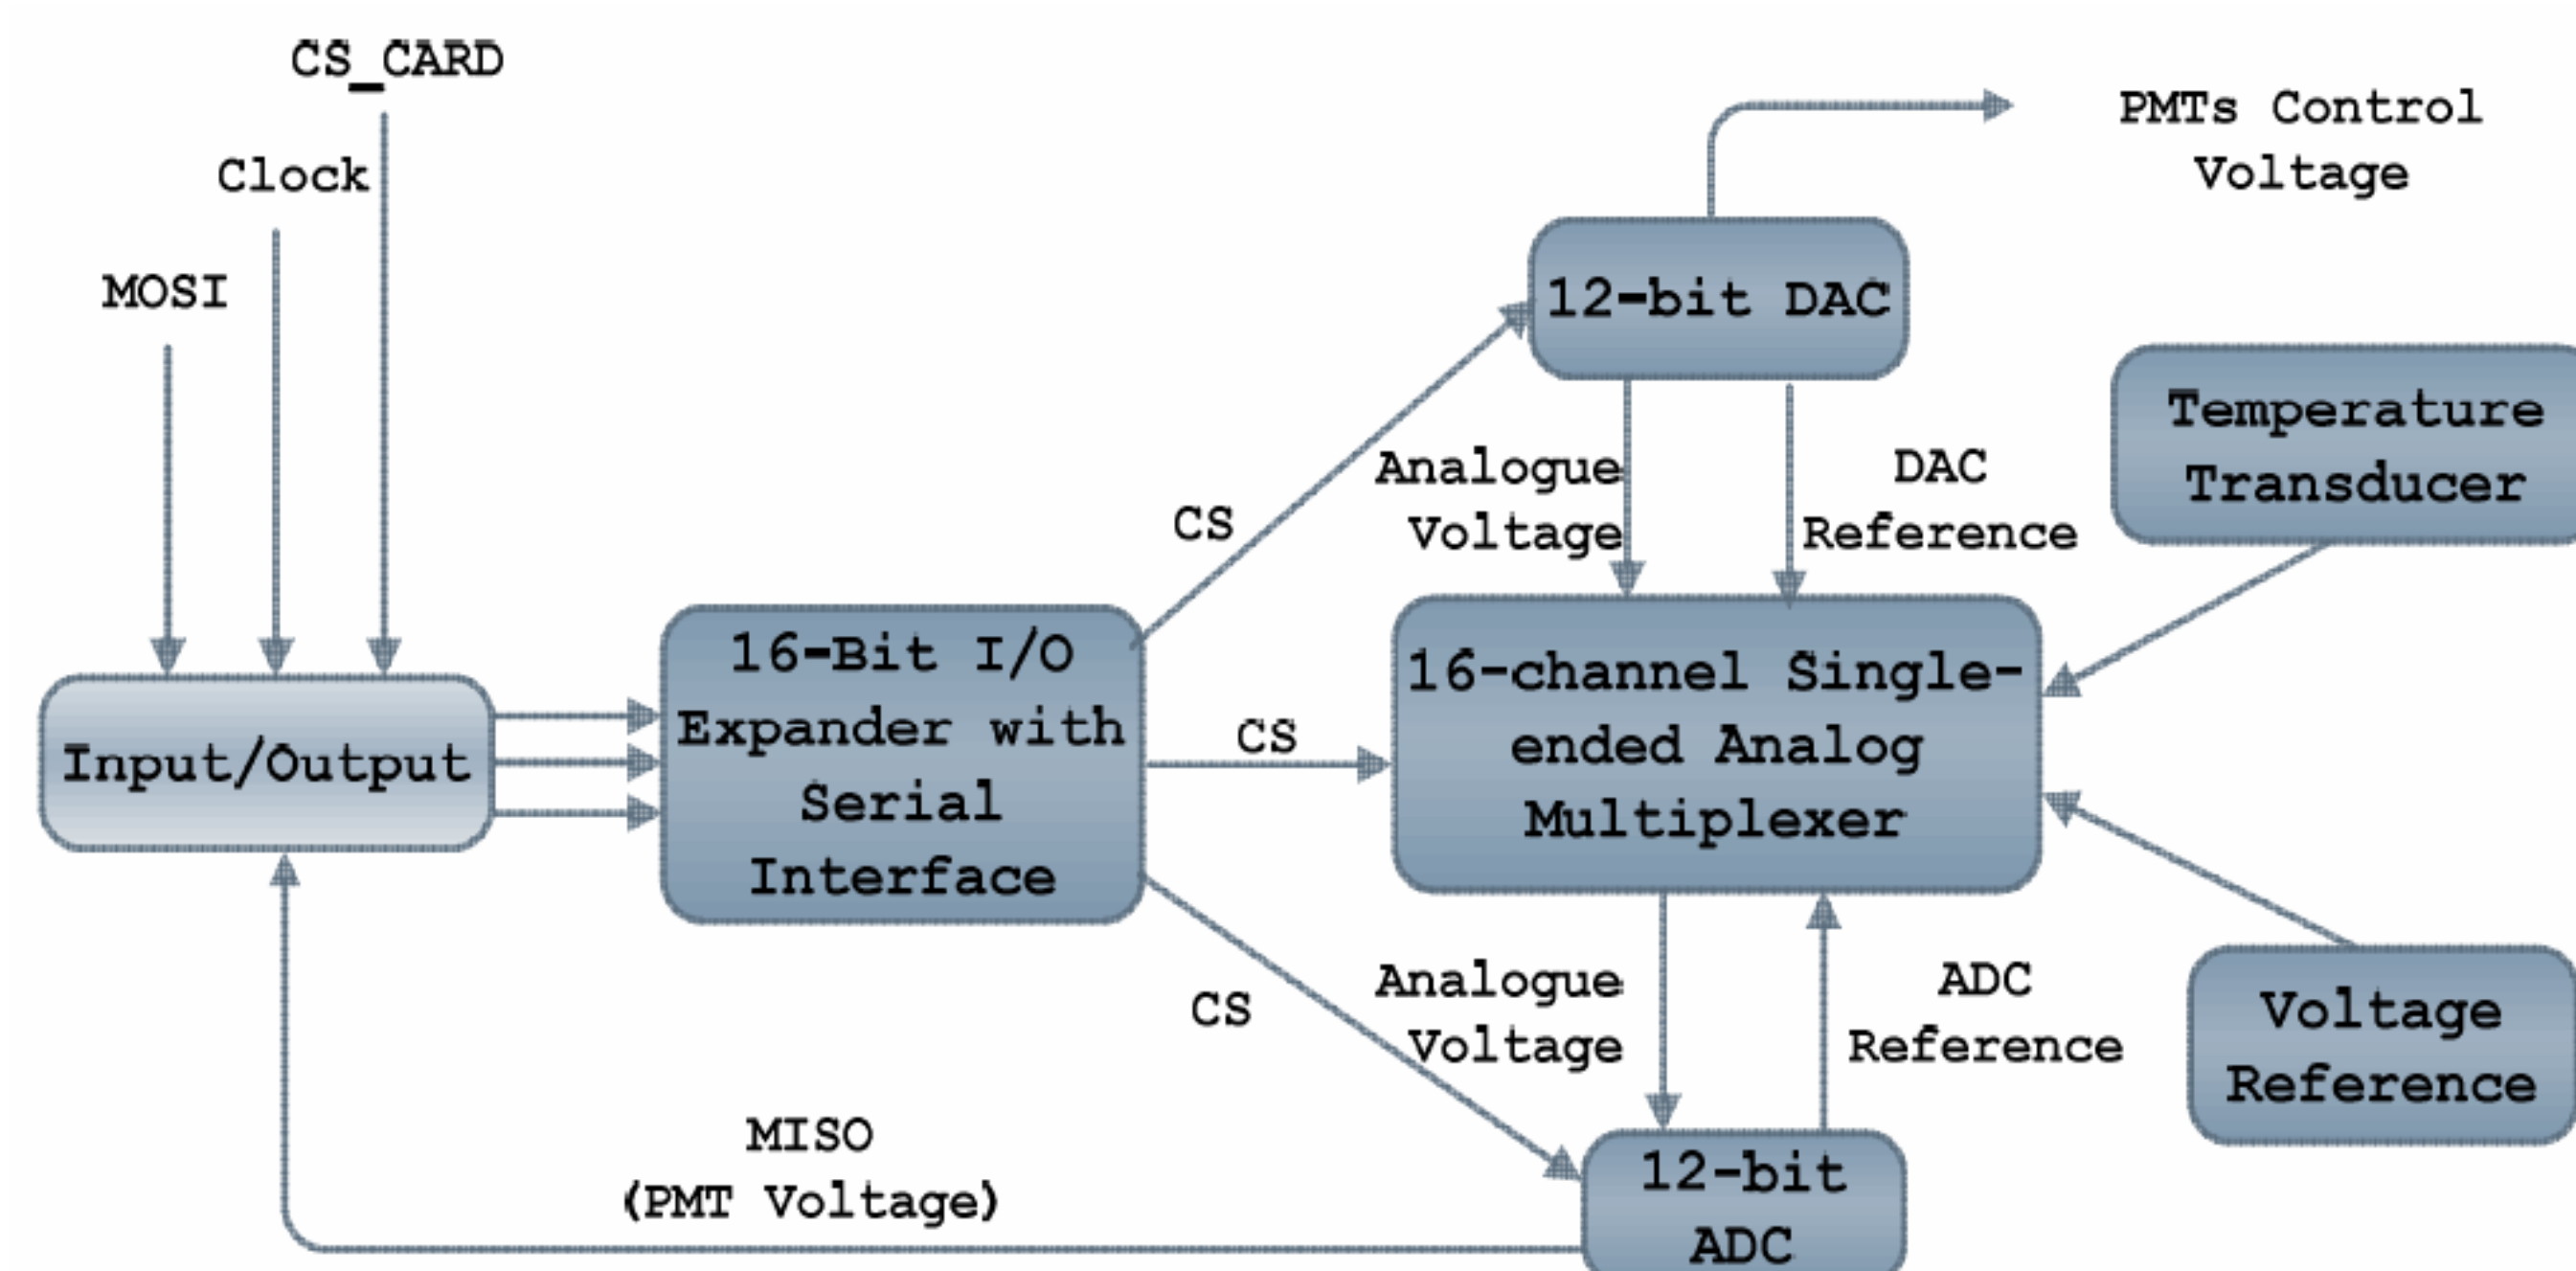 CS_CARD
Clock
MOSI
Input/Output
16-Bit I/O
Expander with
Serial
Interface
CS
CS
CS
12-bit DAC
PMTs Control
Voltage
Analogue
Voltage
DAC
Reference
Temperature
Transducer
16-channel Single-
ended Analog
Multiplexer
Analogue
Voltage
ADC
Reference
Voltage
Reference
12-bit
ADC
MISO
(PMT Voltage)